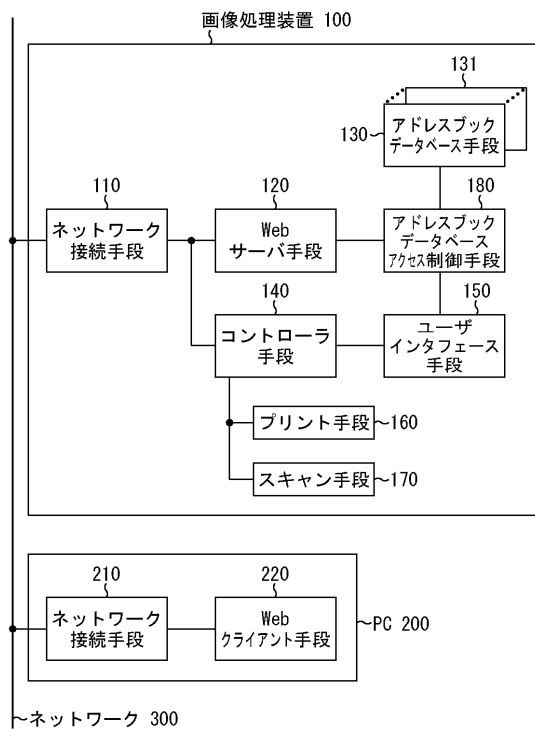 画像処理装置 100
131
130
アドレスブック
データベース手段
110
120
180
ネットワーク
接続手段
Web
サーバ手段
アドレスブック
データベース
アクセス制御手段
140
150
コントローラ
手段
ユーザ
インタフェース
手段
プリント手段
160
スキャン手段
170
210
220
ネットワーク
接続手段
Web
クライアント手段
PC 200
ネットワーク 300